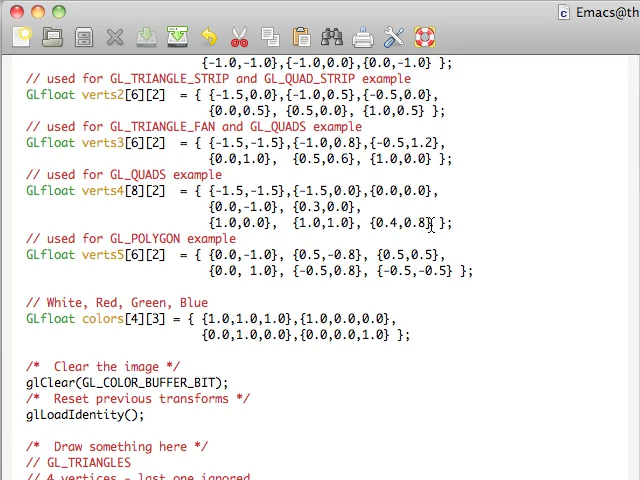 Emacs@th
{-1.0,-1.0},{-1.0,0.0},{0.0,-1.0} };
// used for GL_TRIANGLE_STRIP and GL_QUAD_STRIP example
GLfloat verts2[6][2]  = { {-1.5,0.0},{-1.0,0.5},{-0.5,0.0},
{0.0,0.5}, {0.5,0.0}, {1.0,0.5} };
// used for GL_TRIANGLE_FAN and GL_QUADS example
GLfloat verts3[6][2]  = { {-1.5,-1.5},{-1.0,0.8},{-0.5,1.2},
{0.0,1.0},  {0.5,0.6}, {1.0,0.0} };
// used for GL_QUADS example
GLfloat verts4[8][2]  = { {-1.5,-1.5},{-1.5,0.0},{0.0,0.0},
{0.0,-1.0}, {0.3,0.0},
{1.0,0.0},  {1.0,1.0}, {0.4,0.8} };
// used for GL_POLYGON example
GLfloat verts5[6][2]  = { {0.0,-1.0}, {0.5,-0.8}, {0.5,0.5},
{0.0, 1.0}, {-0.5,0.8}, {-0.5,-0.5} };
// White, Red, Green, Blue
GLfloat colors[4][3] = { {1.0,1.0,1.0},{1.0,0.0,0.0},
{0.0,1.0,0.0},{0.0,0.0,1.0} };
/*  Clear the image */
glClear(GL_COLOR_BUFFER_BIT);
/* Reset previous transforms */
glLoadIdentity();
/*  Draw something here */
// GL_TRIANGLES
// 4 vertices - last one ignored